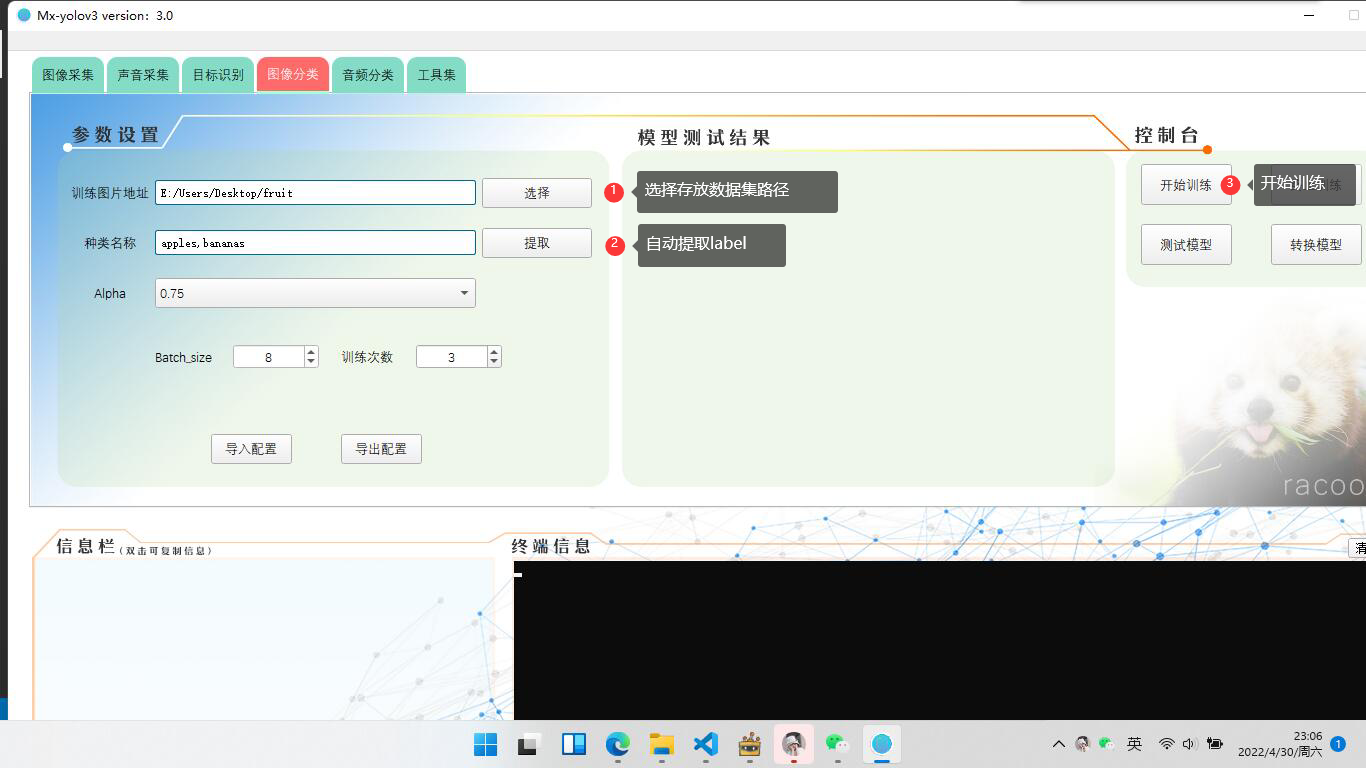 Mx-yolov3 version: 3.0
图像采集 声音采集 目标识别 图像分类 音频分类 工具集
参数设置
模型测试结果
控制台
训练图片地址 E:/Users/Desktop/fruit 选择 1 选择存放数据集路径
开始训练 3 开始训练
种类名称 apples,bananas 提取 2 自动提取label
测试模型 转换模型
Alpha 0.75
Batch_size 8 训练次数 3
导入配置 导出配置
racoo
信息栏(双击可复制信息)
终端信息
清
英
23:06
2022/4/30/周六
1